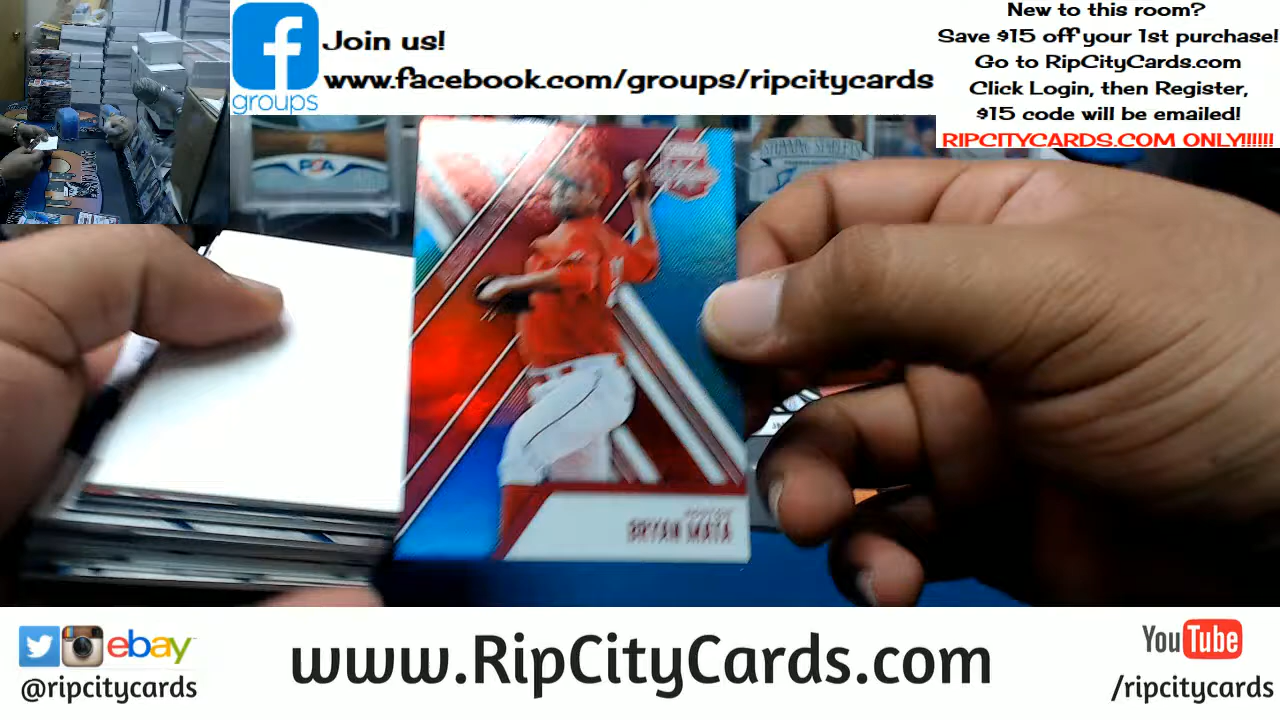 Join us!
www.facebook.com/groups/ripcitycards
groups
New to this room?
Save $15 off your 1st purchase!
Go to RipCityCards.com
Click Login, then Register,
$15 code will be emailed!
RIPCITYCARDS.COM ONLY!!!!!!
BRYAN MATA
ebay
@ripcitycards
www.RipCityCards.com
You Tube
/ripcitycards